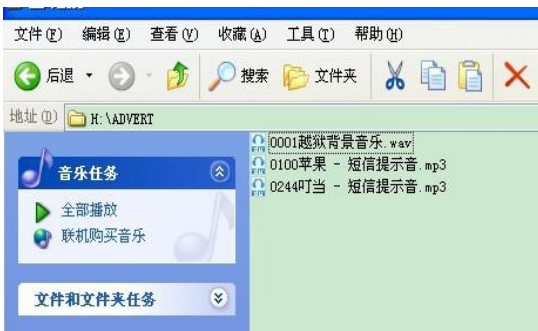 文件(F) 编辑(E) 查看(V) 收藏(A) 工具(T) 帮助(H)
后退 搜索 文件夹
地址(D) H:\ADVERT
0001越狱背景音乐.wav
0100苹果 - 短信提示音.mp3
0244叮当 - 短信提示音.mp3
音乐任务
全部播放
联机购买音乐
文件和文件夹任务